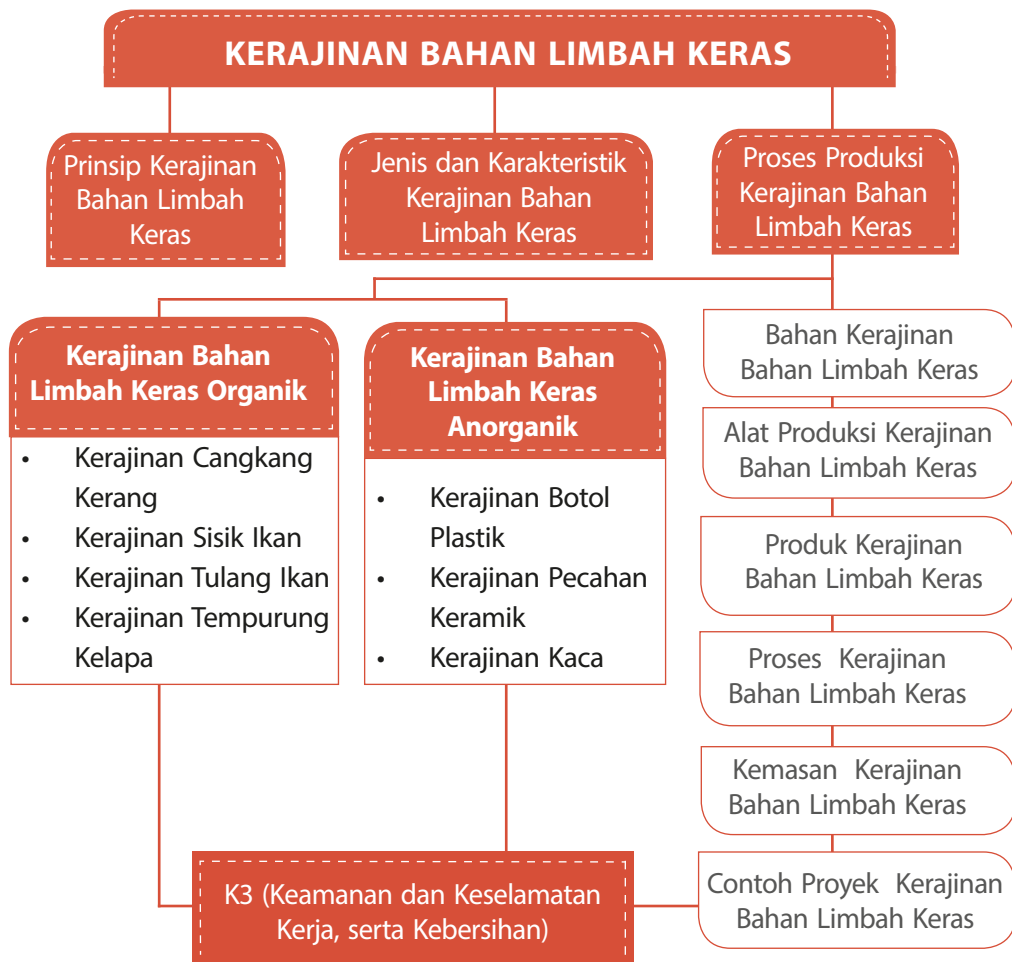 KERAJINAN BAHAN LIMBAH KERAS
Prinsip Kerajinan
Bahan Limbah
Keras
Jenis dan Karakteristik
Kerajinan Bahan
Limbah Keras
Proses Produksi
Kerajinan Bahan
Limbah Keras
Kerajinan Bahan
Limbah Keras Organik
• Kerajinan Cangkang
Kerang
• Kerajinan Sisik Ikan
• Kerajinan Tulang Ikan
• Kerajinan Tempurung
Kelapa
Kerajinan Bahan
Limbah Keras
Anorganik
• Kerajinan Botol
Plastik
• Kerajinan Pecahan
Keramik
• Kerajinan Kaca
Bahan Kerajinan
Bahan Limbah Keras
Alat Produksi Kerajinan
Bahan Limbah Keras
Produk Kerajinan
Bahan Limbah Keras
Proses Kerajinan
Bahan Limbah Keras
Kemasan Kerajinan
Bahan Limbah Keras
Contoh Proyek Kerajinan
Bahan Limbah Keras
K3 (Keamanan dan Keselamatan
Kerja, serta Kebersihan)